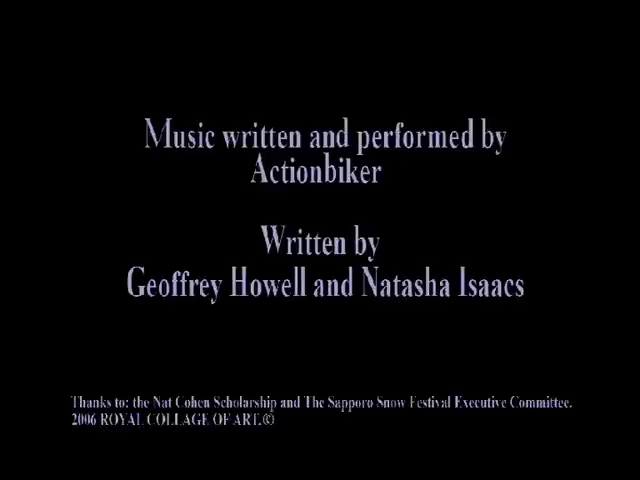 Music written and performed by
Actionbiker
Written by
Geoffrey Howell and Natasha Isaacs
Thanks to: the Nat Cohen Scholarship and The Sapporo Snow Festival Executive Committee.
2006 ROYAL COLLAGE OF ART.©